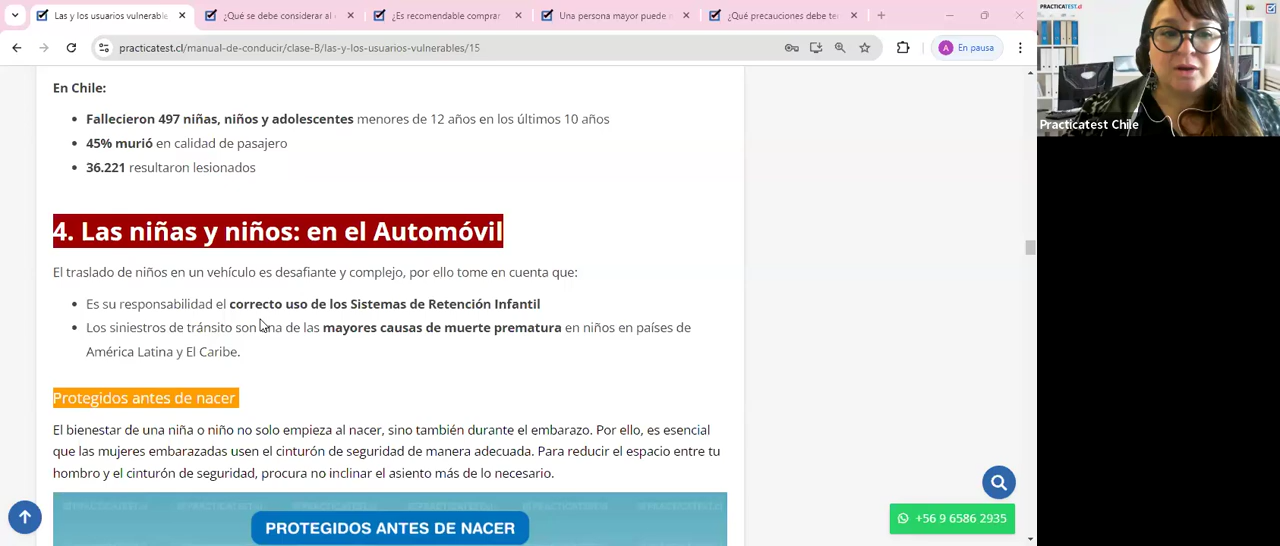 Las y los usuarios vulnerable
¿Qué se debe considerar al
¿Es recomendable comprar
Una persona mayor puede
¿Qué precauciones debe ter
practicatest.cl/manual-de-conducir/clase-B/las-y-los-usuarios-vulnerables/15
A En pausa
PRACTICATEST.cl
Practicatest Chile
En Chile:
Fallecieron 497 niñas, niños y adolescentes menores de 12 años en los últimos 10 años
45% murió en calidad de pasajero
36.221 resultaron lesionados
4. Las niñas y niños: en el Automóvil
El traslado de niños en un vehículo es desafiante y complejo, por ello tome en cuenta que:
Es su responsabilidad el correcto uso de los Sistemas de Retención Infantil
Los siniestros de tránsito son una de las mayores causas de muerte prematura en niños en países de
América Latina y El Caribe.
Protegidos antes de nacer
El bienestar de una niña o niño no solo empieza al nacer, sino también durante el embarazo. Por ello, es esencial
que las mujeres embarazadas usen el cinturón de seguridad de manera adecuada. Para reducir el espacio entre tu
hombro y el cinturón de seguridad, procura no inclinar el asiento más de lo necesario.
PROTEGIDOS ANTES DE NACER
+56 9 6586 2935